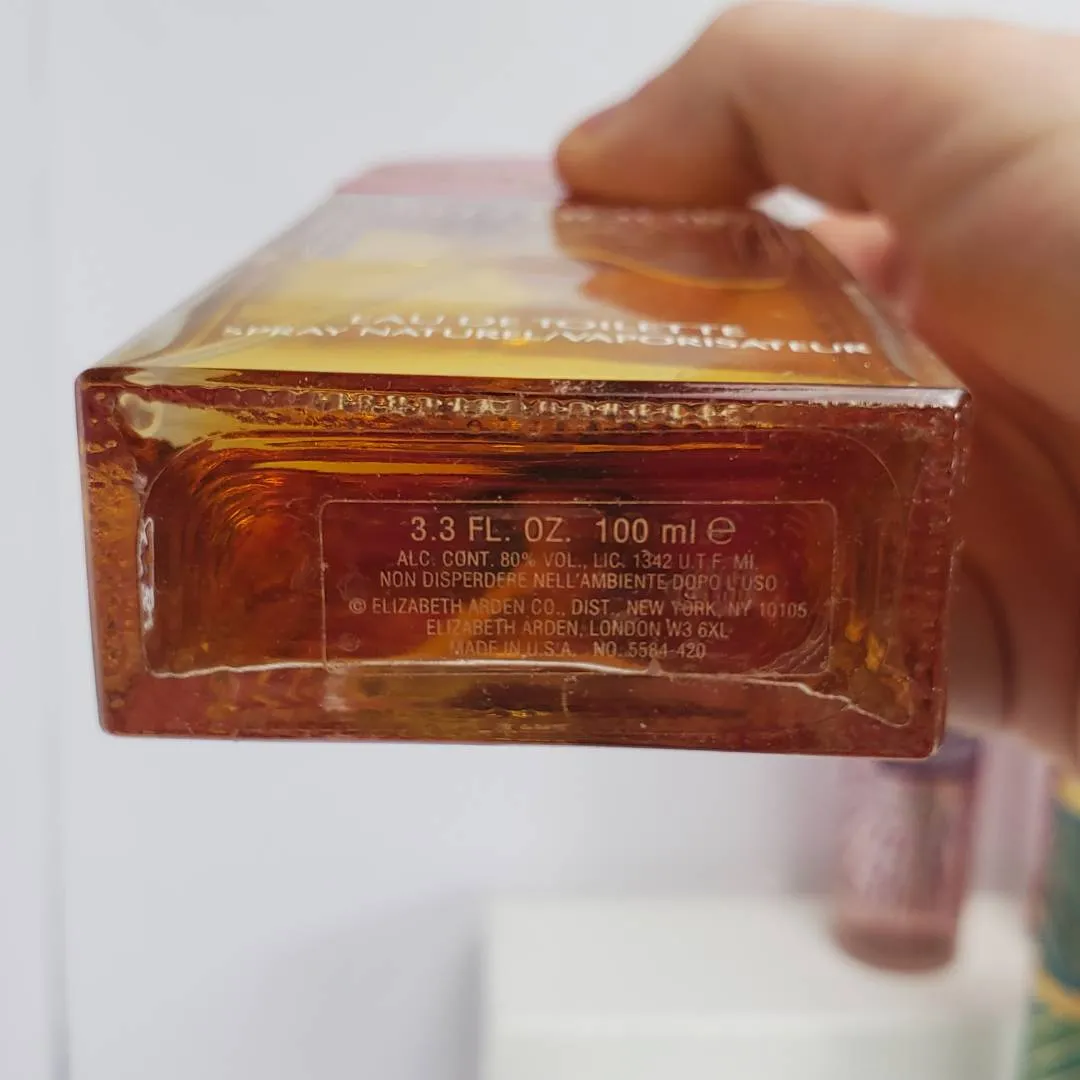 EAU DE TOILETTE
SPRAY NATUREL/VAPORISATEUR
3.3 FL. OZ. 100 ml ℮
ALC. CONT. 80% VOL., LIC. 1342 U.T.F. MI.
NON DISPERDERE NELL'AMBIENTE DOPO L'USO
© ELIZABETH ARDEN CO., DIST., NEW YORK, NY 10105
ELIZABETH ARDEN, LONDON W3 6XL
MADE IN U.S.A. NO. 5584-420